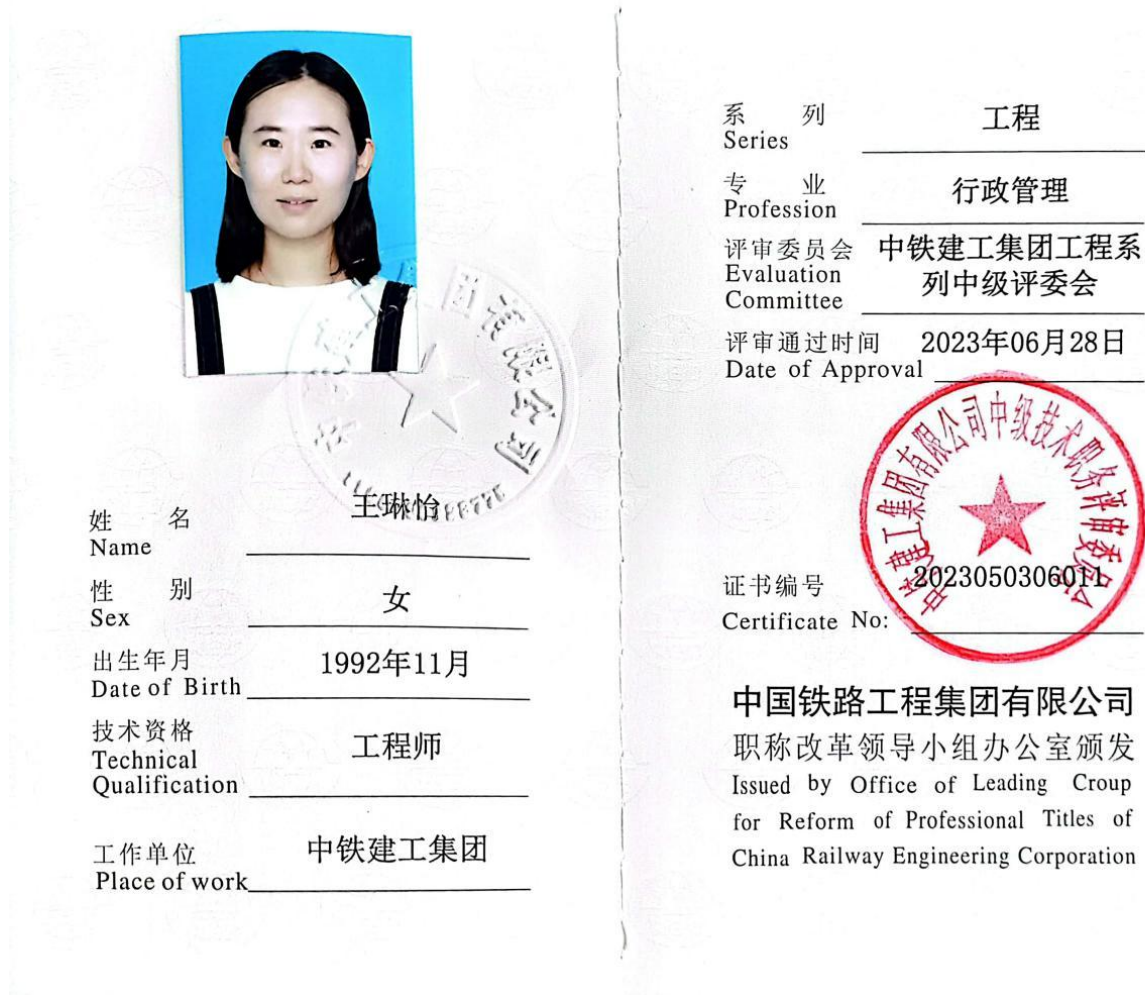 姓 名 王琳怡
Name
性 别 女
Sex
出生年月 1992年11月
Date of Birth
技术资格 工程师
Technical
Qualification
工作单位 中铁建工集团
Place of work
系 列 工程
Series
专 业 行政管理
Profession
评审委员会 中铁建工集团工程系
Evaluation 列中级评委会
Committee
评审通过时间 2023年06月28日
Date of Approval
中铁建工集团有限公司中级技术职务评审委员会
证书编号 2023050306011
Certificate No:
中国铁路工程集团有限公司
职称改革领导小组办公室颁发
Issued by Office of Leading Croup
for Reform of Professional Titles of
China Railway Engineering Corporation